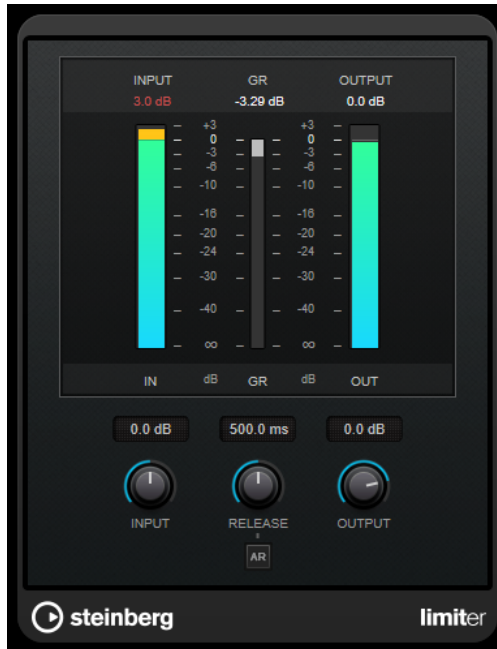 INPUT GR OUTPUT
3.0 dB -3.29 dB 0.0 dB
+3 +3
0 0
-3 -3
-6 -6
-10 -10
-16 -16
-20 -20
-24 -24
-30 -30
-40 -40
∞ ∞
IN dB GR dB OUT
0.0 dB 500.0 ms 0.0 dB
INPUT RELEASE OUTPUT
AR
steinberg limiter